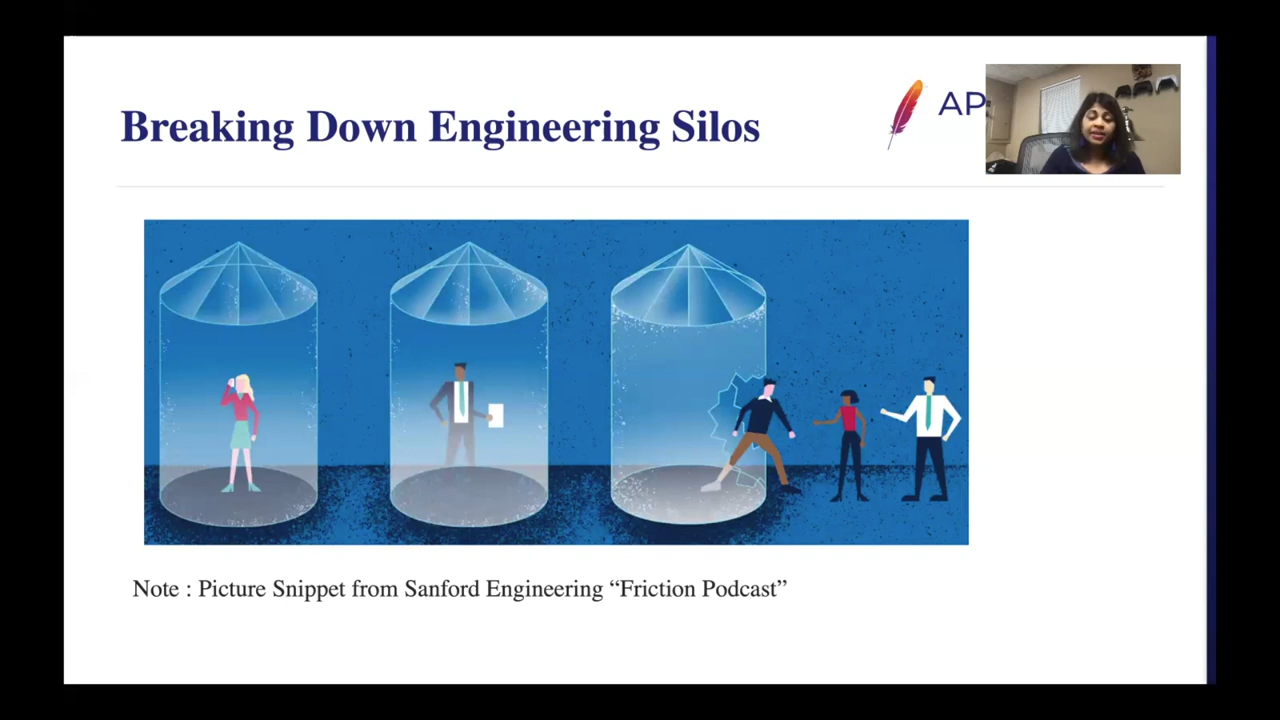 Breaking Down Engineering Silos
AP
Note : Picture Snippet from Sanford Engineering “Friction Podcast”